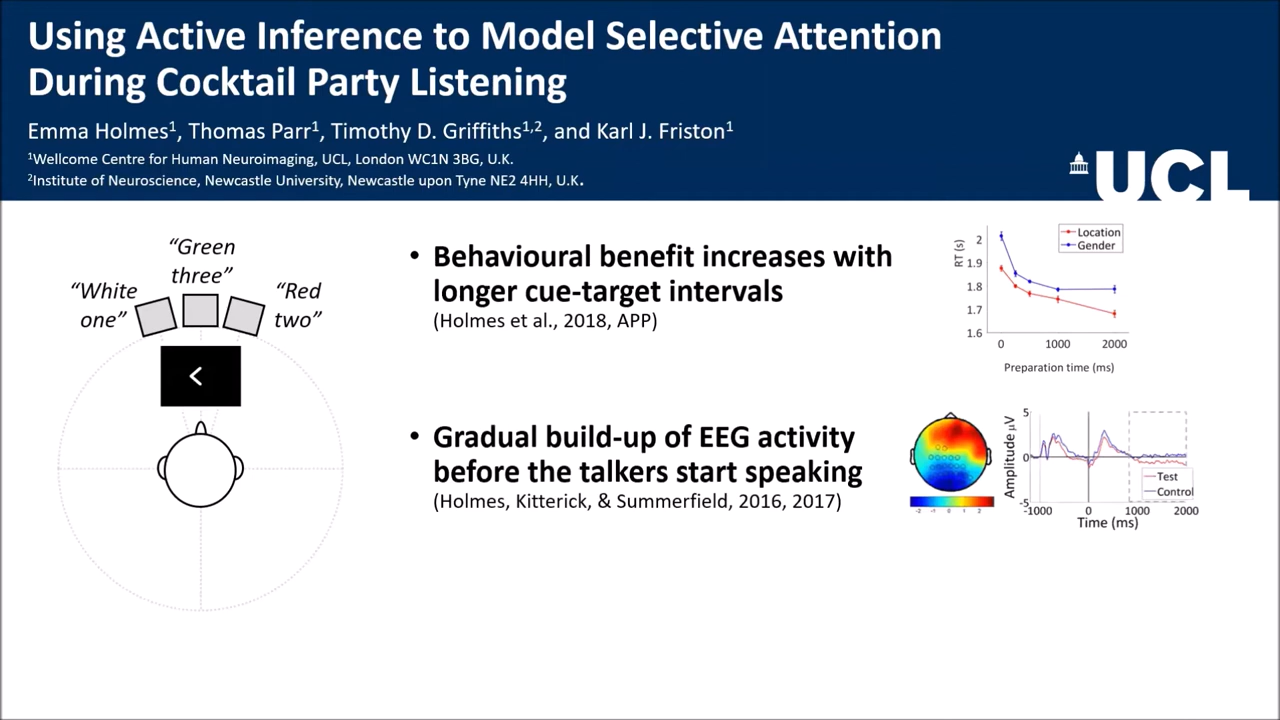 Using Active Inference to Model Selective Attention
During Cocktail Party Listening
Emma Holmes¹, Thomas Parr¹, Timothy D. Griffiths¹,², and Karl J. Friston¹
¹Wellcome Centre for Human Neuroimaging, UCL, London WC1N 3BG, U.K.
²Institute of Neuroscience, Newcastle University, Newcastle upon Tyne NE2 4HH, U.K.
UCL
“Green
three”
“White
one”
“Red
two”
<
• Behavioural benefit increases with
longer cue-target intervals
(Holmes et al., 2018, APP)
RT (s)
2
1.9
1.8
1.7
1.6
Location
Gender
0 1000 2000
Preparation time (ms)
• Gradual build-up of EEG activity
before the talkers start speaking
(Holmes, Kitterick, & Summerfield, 2016, 2017)
-2 -1 0 1 2
Amplitude μV
5
0
-5
Test
Control
-1000 0 1000 2000
Time (ms)